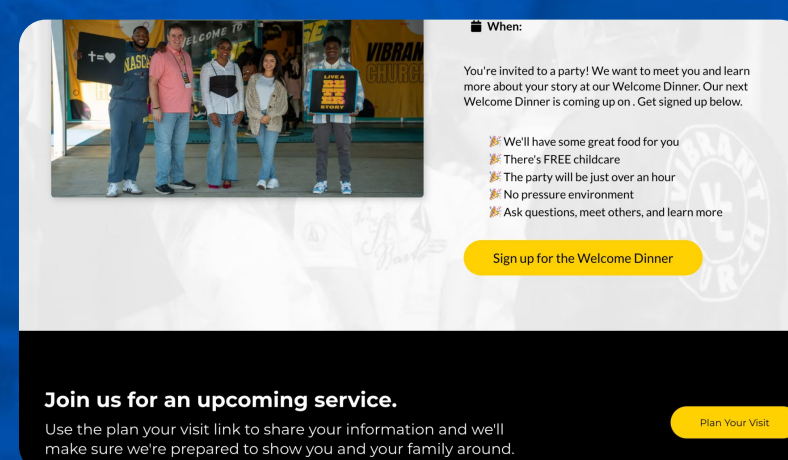 WELCOME TO
VIBRANT
CHURCH
NASCAR
†=♥
LIVE A
BETTER
STORY
When:
You're invited to a party! We want to meet you and learn
more about your story at our Welcome Dinner. Our next
Welcome Dinner is coming up on . Get signed up below.
🎉 We'll have some great food for you
🎉 There's FREE childcare
🎉 The party will be just over an hour
🎉 No pressure environment
🎉 Ask questions, meet others, and learn more
VIBRANT
VC
CHURCH
Sign up for the Welcome Dinner
Join us for an upcoming service.
Use the plan your visit link to share your information and we'll
make sure we're prepared to show you and your family around.
Plan Your Visit